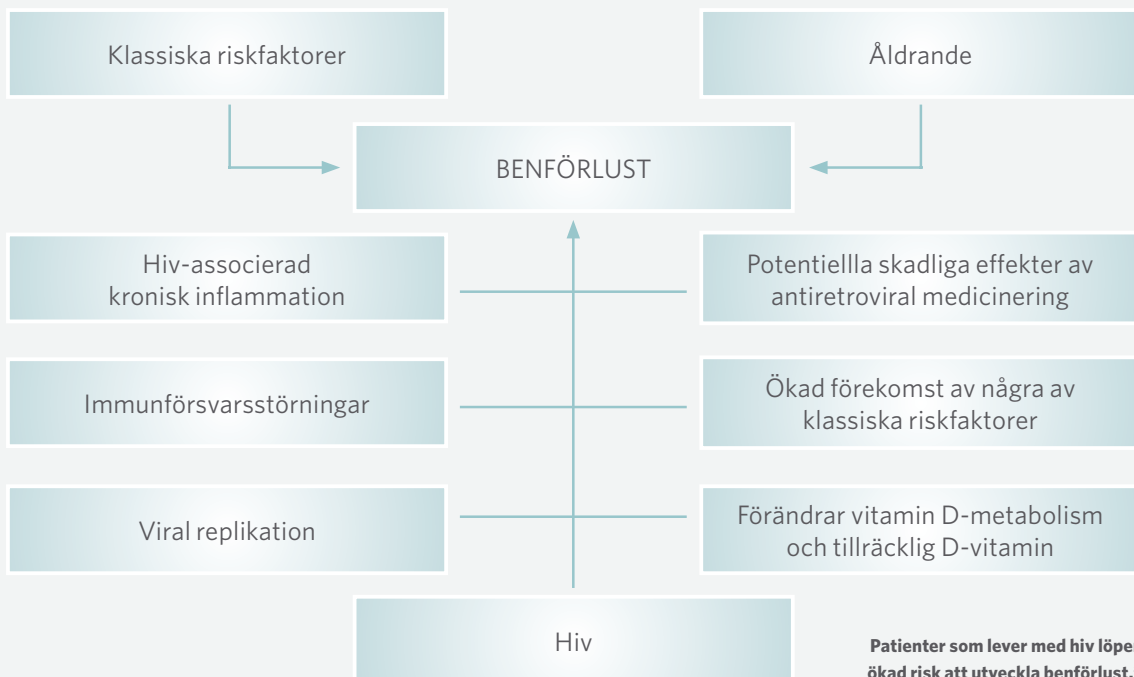 Klassiska riskfaktorer
Åldrande
BENFÖRLUST
Hiv-associerad
kronisk inflammation
Potentiellla skadliga effekter av
antiretroviral medicinering
Immunförsvarsstörningar
Ökad förekomst av några av
klassiska riskfaktorer
Viral replikation
Förändrar vitamin D-metabolism
och tillräcklig D-vitamin
Hiv
Patienter som lever med hiv löper
ökad risk att utveckla benförlust.